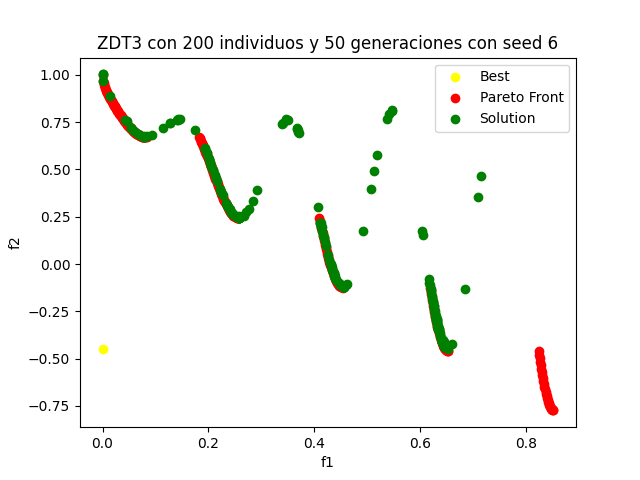 ZDT3 con 200 individuos y 50 generaciones con seed 6
Best
Pareto Front
Solution
1.00
0.75
0.50
0.25
0.00
−0.25
−0.50
−0.75
f2
0.0
0.2
0.4
0.6
0.8
f1